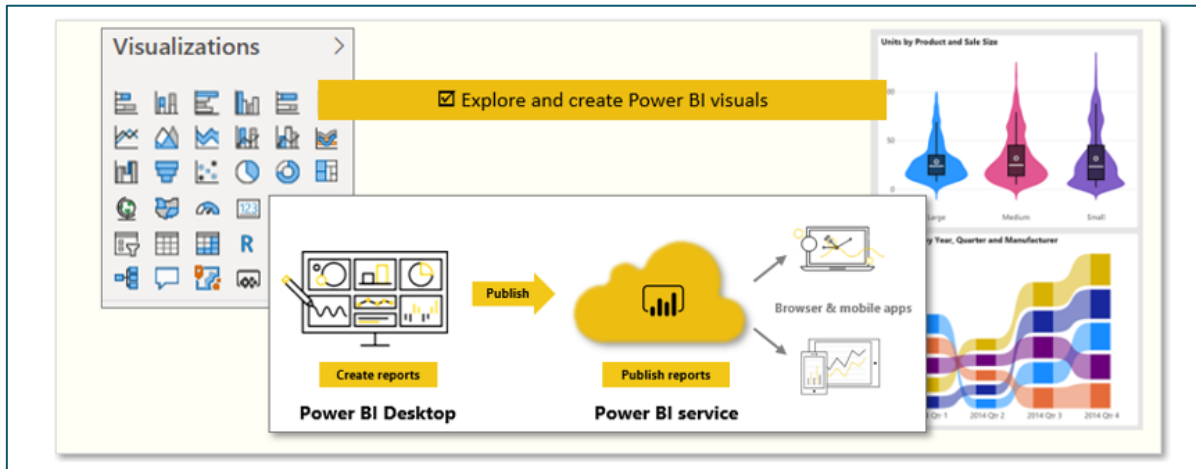 Visualizations
Explore and create Power BI visuals
Units by Product and Sale Size
50
0
Large
Medium
Small
123
R
Publish
Browser & mobile apps
Create reports
Publish reports
Power BI Desktop
Power BI service
Year, Quarter and Manufacturer
Qtr 1
2014 Qtr 2
2014 Qtr 3
2014 Qtr 4